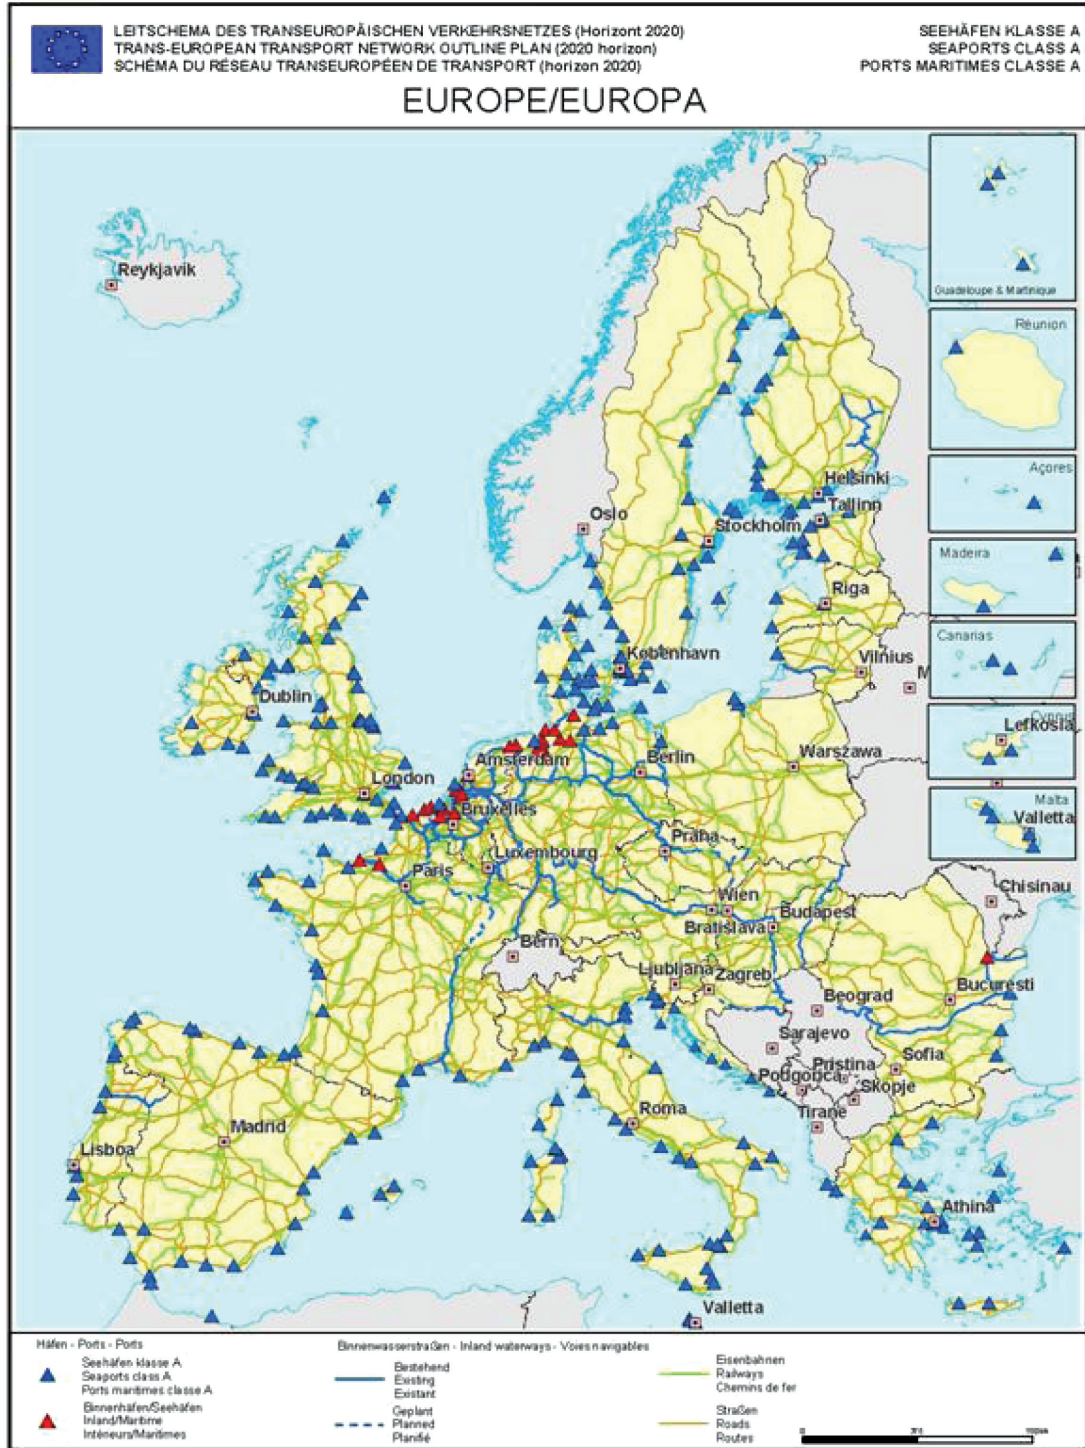 LEITSCHEMA DES TRANSEUROPÄISCHEN VERKEHRSNETZES (Horizont 2020)
TRANS-EUROPEAN TRANSPORT NETWORK OUTLINE PLAN (2020 horizon)
SCHÉMA DU RÉSEAU TRANSEUROPÉEN DE TRANSPORT (horizon 2020)
SEEHÄFEN KLASSE A
SEAPORTS CLASS A
PORTS MARITIMES CLASSE A
EUROPE/EUROPA
Reykjavik
Guadeloupe & Martinique
Réunion
Açores
Madeira
Canarias
Lefkosia
Malta
Valletta
Helsinki
Tallinn
Oslo
Stockholm
Riga
København
Vilnius
M
Dublin
Amsterdam
Berlin
Warszawa
London
Bruxelles
Praha
Luxembourg
Paris
Wien
Bratislava
Budapest
Chisinau
Bern
Ljubljana
Zagreb
Beograd
Bucuresti
Sarajevo
Pristina
Sofia
Podgorica
Skopje
Tirane
Roma
Madrid
Lisboa
Athina
Valletta
Häfen - Ports - Ports
Seehäfen klasse A
Seaports class A
Ports maritimes classe A
Binnenhäfen/Seehäfen
Inland/Maritime
Intérieurs/Maritimes
Binnenwasserstraßen - Inland waterways - Voies navigables
Bestehend
Existing
Existant
Geplant
Planned
Planifié
Eisenbahnen
Railways
Chemins de fer
Straßen
Roads
Routes
0